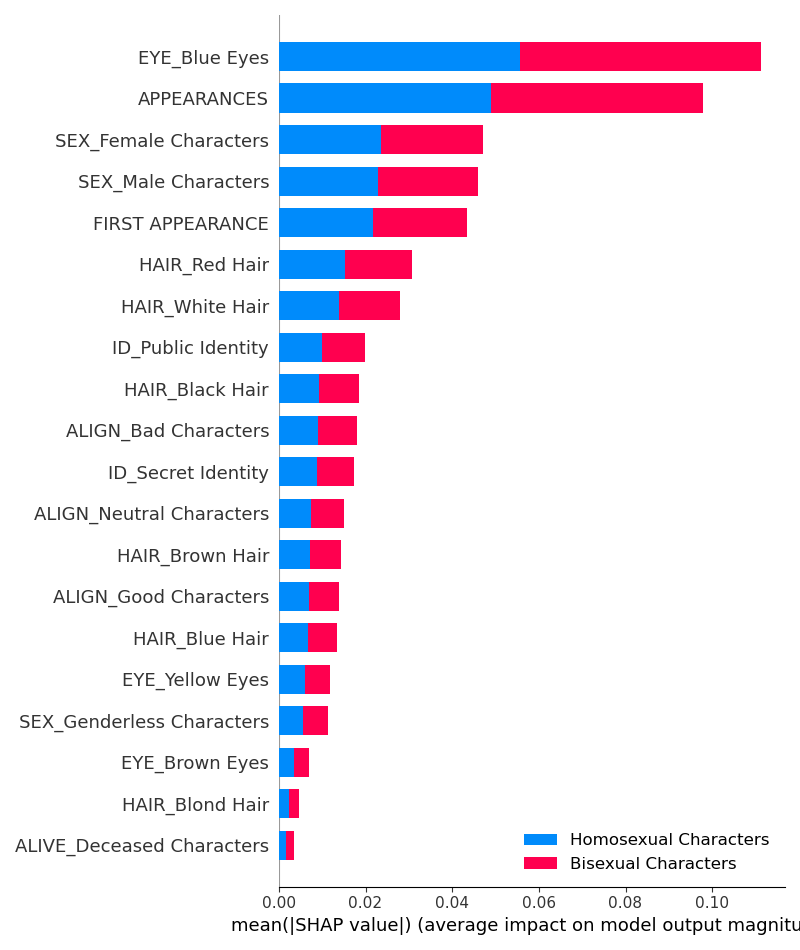 EYE_Blue Eyes
APPEARANCES
SEX_Female Characters
SEX_Male Characters
FIRST APPEARANCE
HAIR_Red Hair
HAIR_White Hair
ID_Public Identity
HAIR_Black Hair
ALIGN_Bad Characters
ID_Secret Identity
ALIGN_Neutral Characters
HAIR_Brown Hair
ALIGN_Good Characters
HAIR_Blue Hair
EYE_Yellow Eyes
SEX_Genderless Characters
EYE_Brown Eyes
HAIR_Blond Hair
ALIVE_Deceased Characters
Homosexual Characters
Bisexual Characters
0.00 0.02 0.04 0.06 0.08 0.10
mean(|SHAP value|) (average impact on model output magnitu